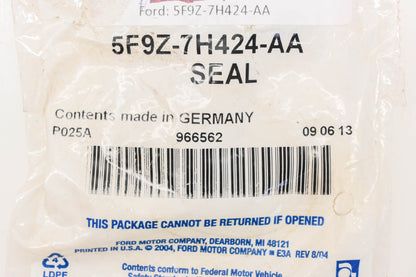 Ford: 5F9Z-7H424-AA
5F9Z-7H424-AA
SEAL
Contents made in GERMANY
P025A 966562 09 06 13
THIS PACKAGE CANNOT BE RETURNED IF OPENED
FORD MOTOR COMPANY, DEARBORN, MI 48121
PRINTED IN U.S.A. © 2004, FORD MOTOR COMPANY E3A REV 8/04
LDPE
Contents conform to Federal Motor Vehicle